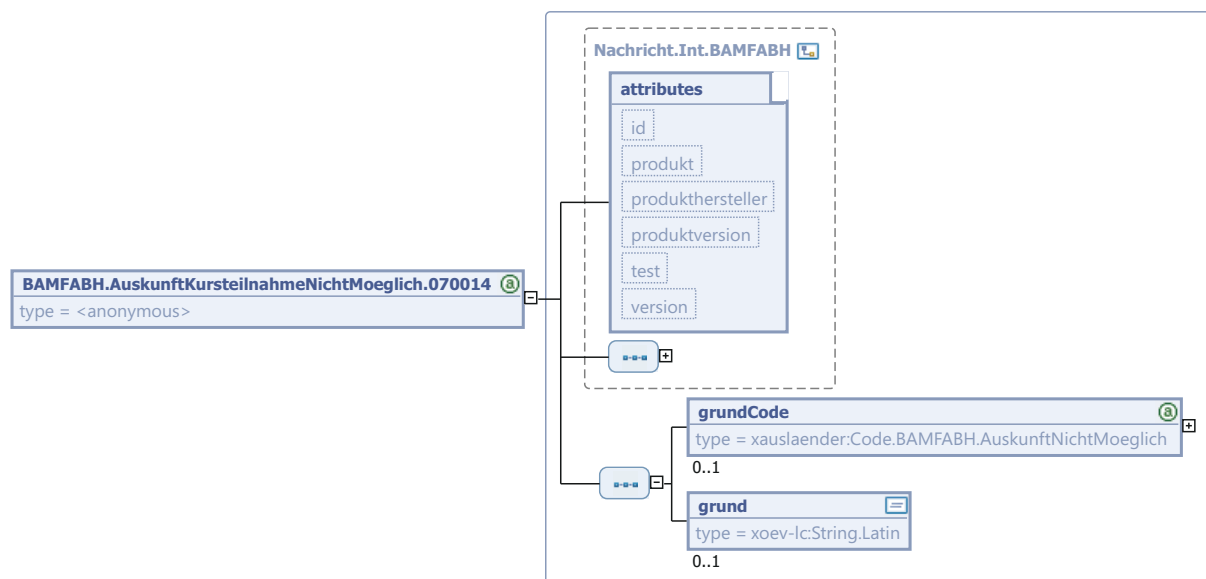 Nachricht.Int.BAMFABH
attributes
id
produkt
produkthersteller
produktversion
test
version
BAMFABH.AuskunftKursteilnahmeNichtMoeglich.070014
type = <anonymous>
grundCode
type = xauslaender:Code.BAMFABH.AuskunftNichtMoeglich
0..1
grund
type = xoev-lc:String.Latin
0..1